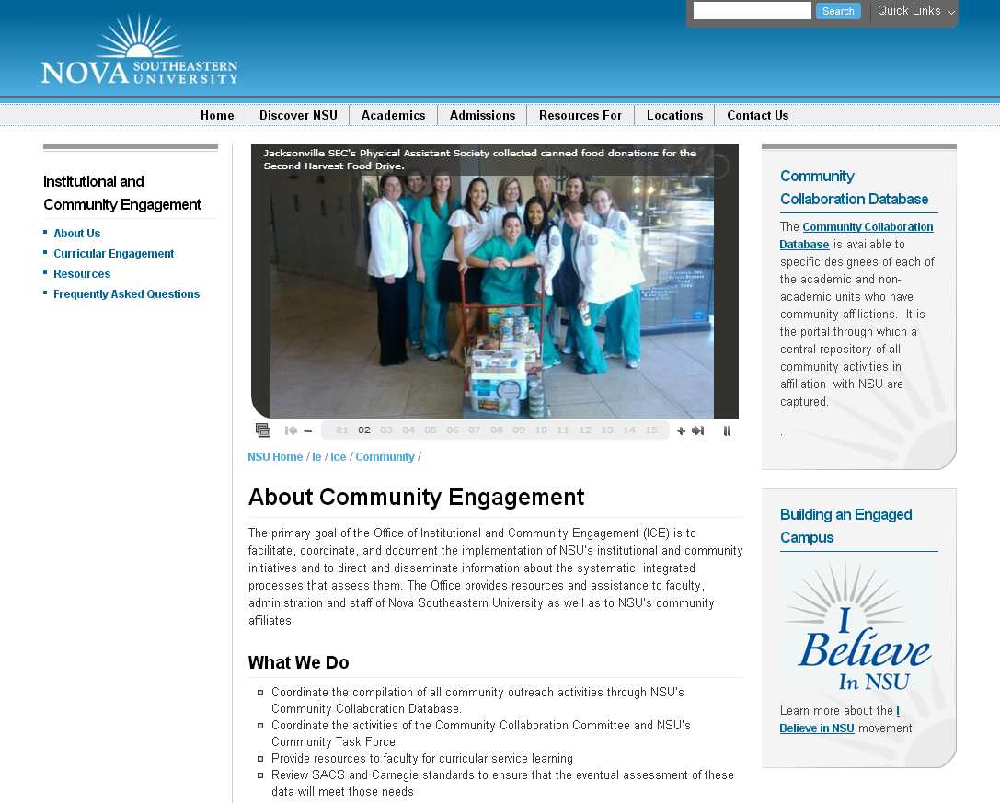 Search
Quick Links
NOVA SOUTHEASTERN
UNIVERSITY
Home
Discover NSU
Academics
Admissions
Resources For
Locations
Contact Us
Institutional and
Community Engagement
About Us
Curricular Engagement
Resources
Frequently Asked Questions
Jacksonville SEC's Physical Assistant Society collected canned food donations for the
Second Harvest Food Drive.
01 02 03 04 05 06 07 08 09 10 11 12 13 14 15
NSU Home / Ie / Ice / Community /
About Community Engagement
The primary goal of the Office of Institutional and Community Engagement (ICE) is to
facilitate, coordinate, and document the implementation of NSU's institutional and community
initiatives and to direct and disseminate information about the systematic, integrated
processes that assess them. The Office provides resources and assistance to faculty,
administration and staff of Nova Southeastern University as well as to NSU's community
affiliates.
What We Do
Coordinate the compilation of all community outreach activities through NSU's
Community Collaboration Database.
Coordinate the activities of the Community Collaboration Committee and NSU's
Community Task Force
Provide resources to faculty for curricular service learning
Review SACS and Carnegie standards to ensure that the eventual assessment of these
data will meet those needs
Community
Collaboration Database
The Community Collaboration
Database is available to
specific designees of each of
the academic and non-
academic units who have
community affiliations. It is
the portal through which a
central repository of all
community activities in
affiliation with NSU are
captured.
.
Building an Engaged
Campus
I
Believe
In NSU
Learn more about the I
Believe in NSU movement